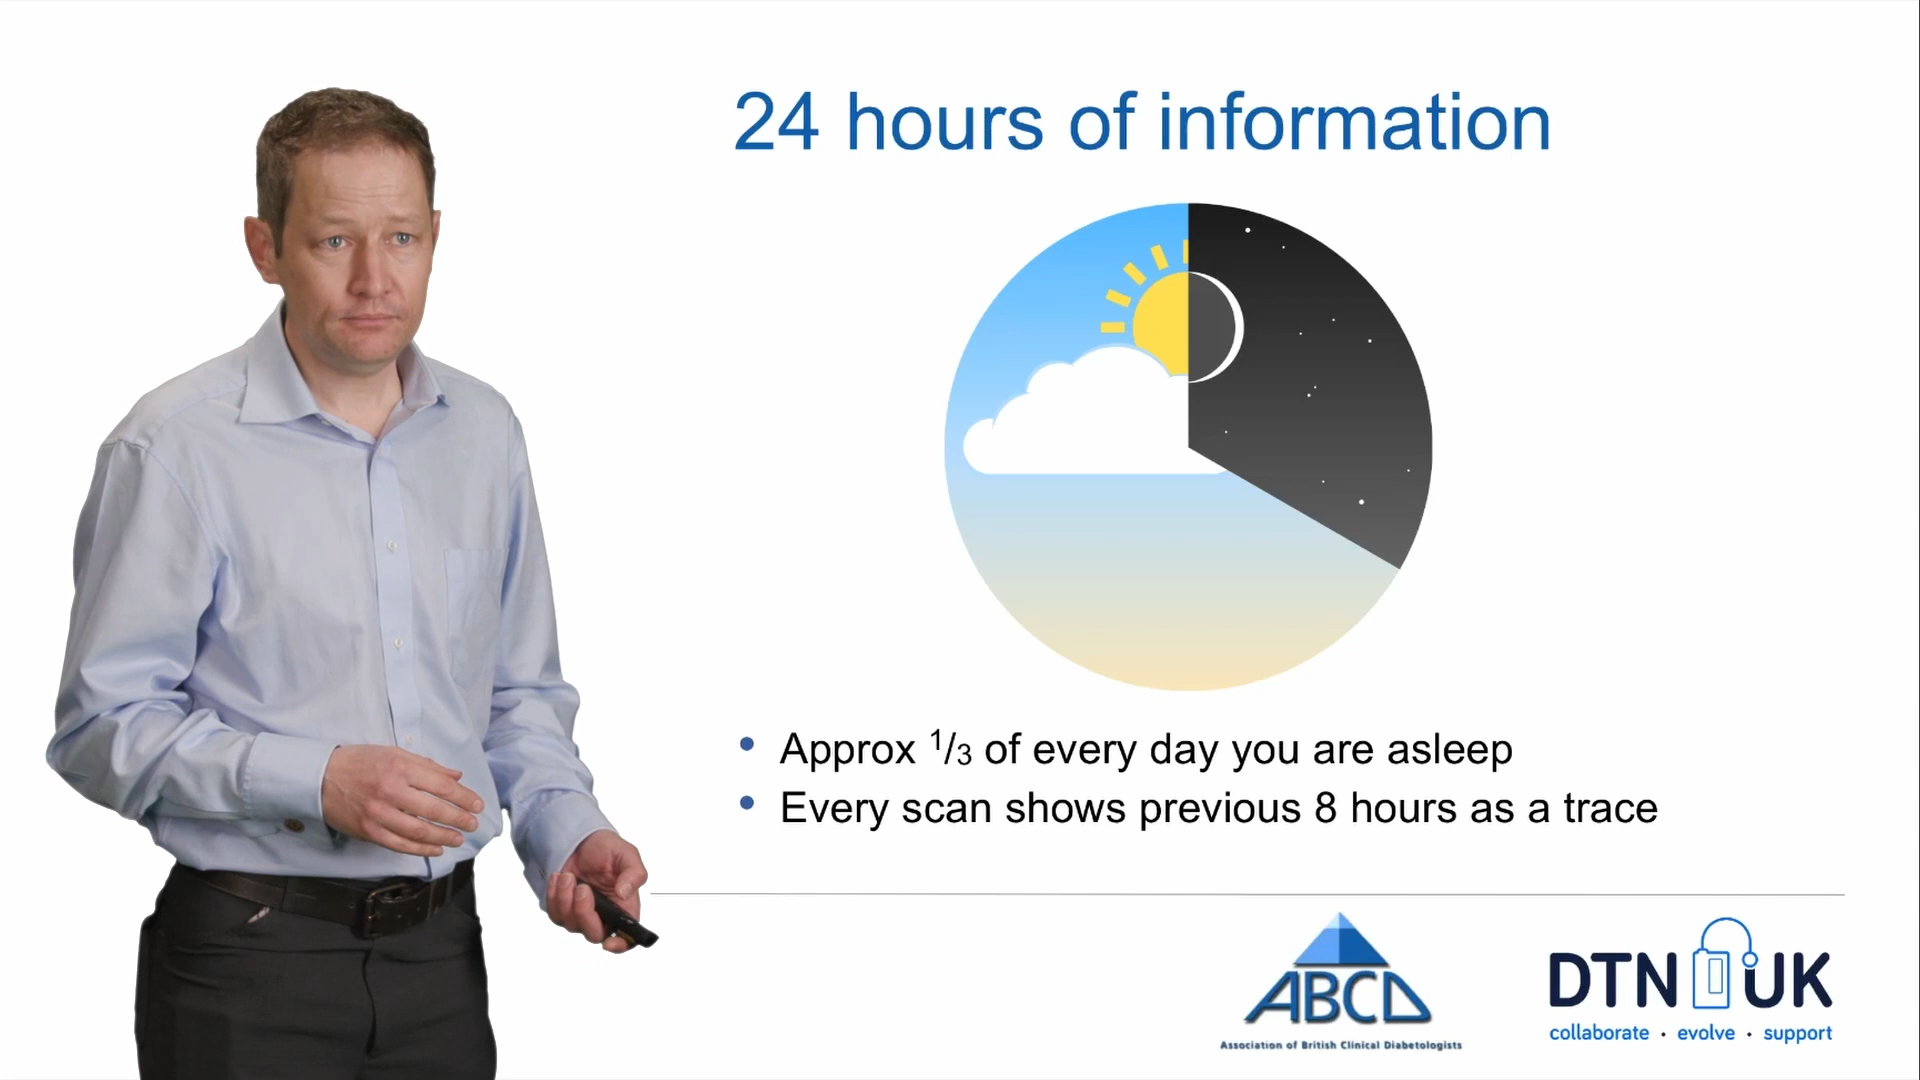 24 hours of information
• Approx 1/3 of every day you are asleep
• Every scan shows previous 8 hours as a trace
ABCD
Association of British Clinical Diabetologists
DTN UK
collaborate · evolve · support